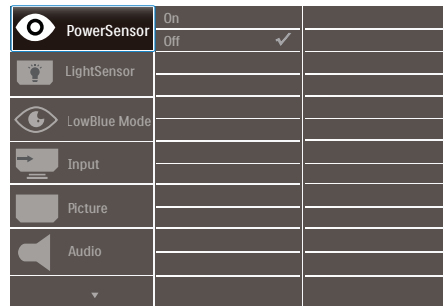 PowerSensor
On
Off
LightSensor
LowBlue Mode
Input
Picture
Audio